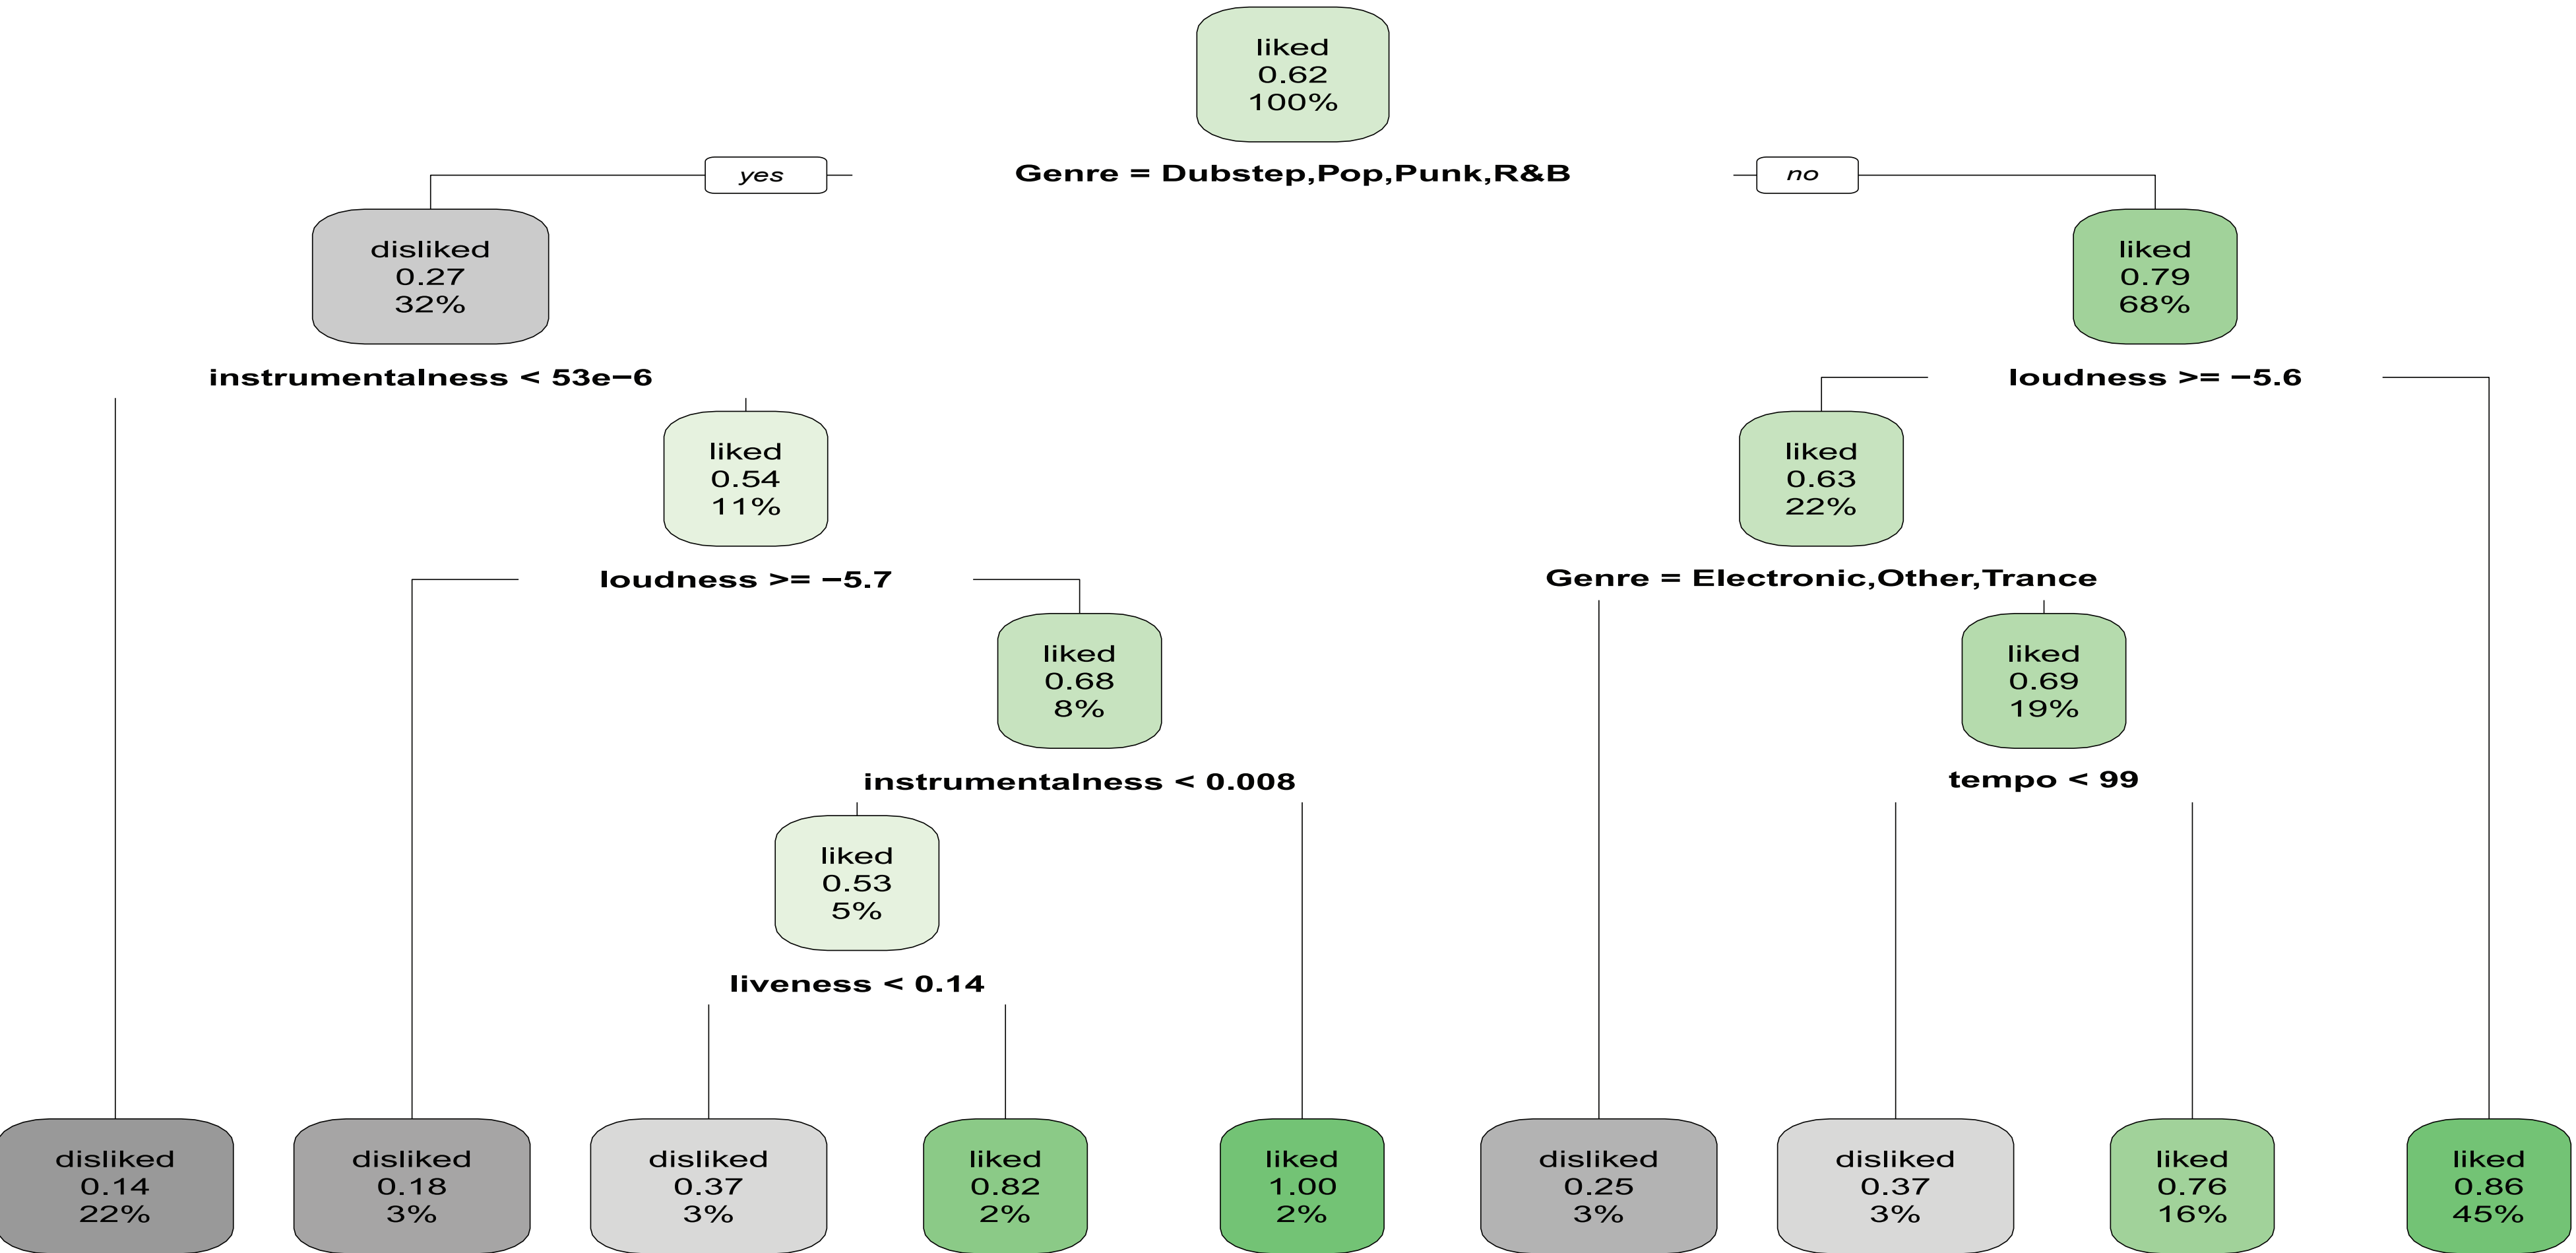 liked
0.62
100%
yes
Genre = Dubstep,Pop,Punk,R&B
no
disliked
0.27
32%
liked
0.79
68%
instrumentalness < 53e−6
loudness >= −5.6
liked
0.54
11%
liked
0.63
22%
loudness >= −5.7
Genre = Electronic,Other,Trance
liked
0.68
8%
liked
0.69
19%
instrumentalness < 0.008
tempo < 99
liked
0.53
5%
liveness < 0.14
disliked
0.14
22%
disliked
0.18
3%
disliked
0.37
3%
liked
0.82
2%
liked
1.00
2%
disliked
0.25
3%
disliked
0.37
3%
liked
0.76
16%
liked
0.86
45%